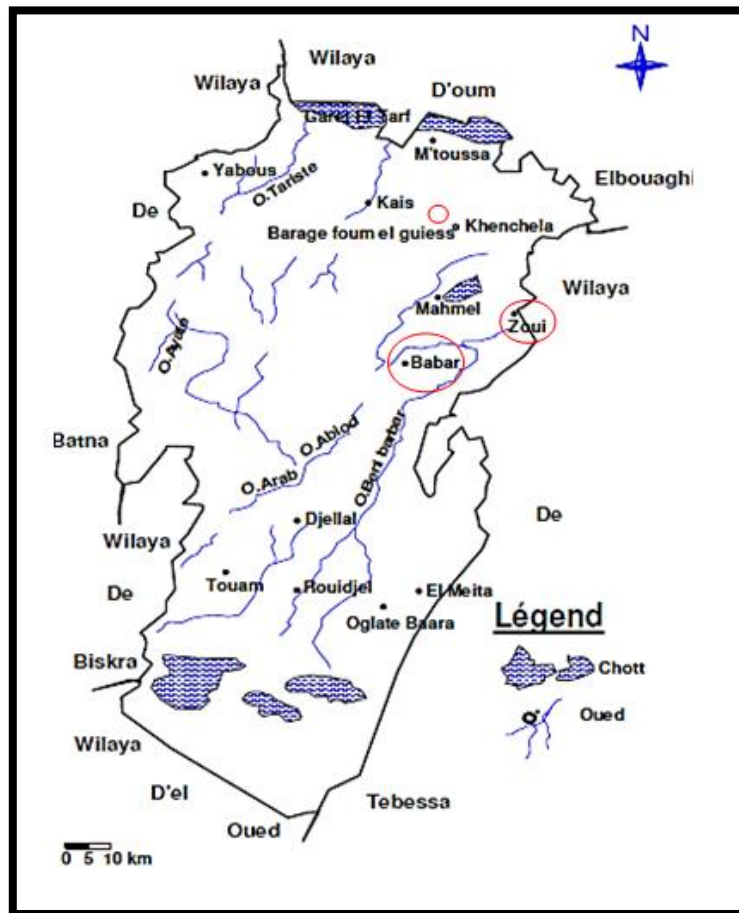 N
Wilaya
Wilaya
D'oum
Garet El Tarf
M'toussa
Yabous
O.Tariste
Elbouaghi
De
Kais
Barage foum el guiess
Khenchela
Wilaya
Mahmel
Zoui
Babar
Batna
O.Ablod
O.Arab
O.Beni barbar
De
Djellal
Wilaya
Touam
Rouidjel
El Meita
De
Oglate Baara
Légend
Biskra
Chott
O.
Oued
Wilaya
D'el
Tebessa
Oued
0 5 10 km